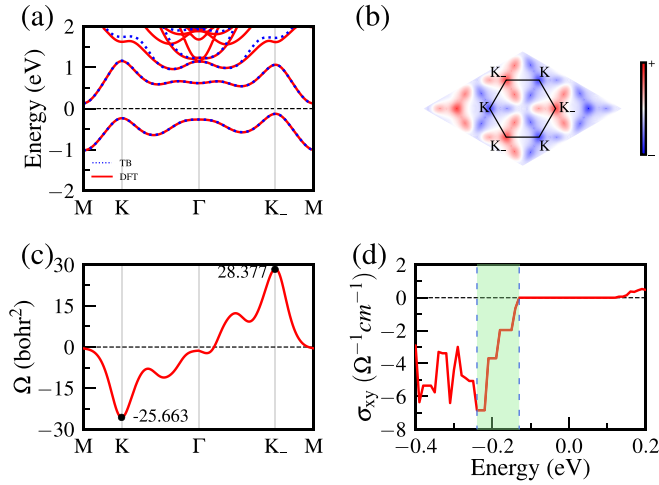 (a)
Energy (eV)
2
1
0
1
−2
TB
DFT
M K Γ K₋ M
(b)
K₋ K
K K₋
K₋ K
+
−
(c)
Ω (bohr²)
30
15
0
−15
−30
28.377
-25.663
M K Γ K₋ M
(d)
σxy (Ω⁻¹cm⁻¹)
2
0
−2
−4
−6
−8
−0.4 −0.2 0.0 0.2
Energy (eV)